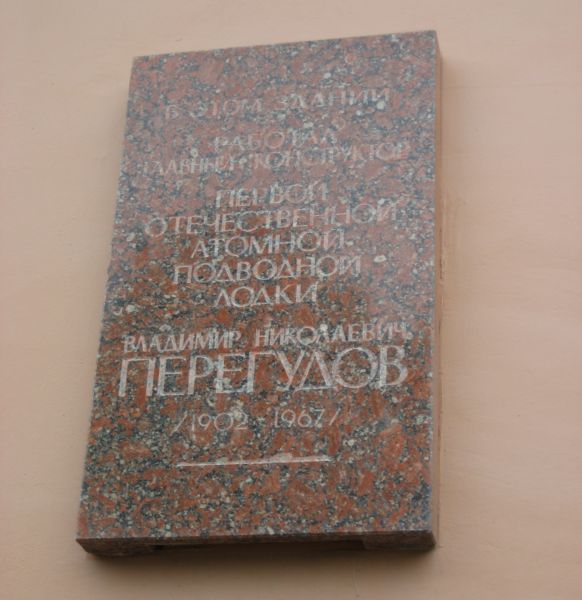 В ЭТОМ ЗДАНИИ
РАБОТАЛ
ГЛАВНЫЙ КОНСТРУКТОР
ПЕРВОЙ
ОТЕЧЕСТВЕННОЙ
АТОМНОЙ
ПОДВОДНОЙ
ЛОДКИ
ВЛАДИМИР НИКОЛАЕВИЧ
ПЕРЕГУДОВ
/1902 - 1967/